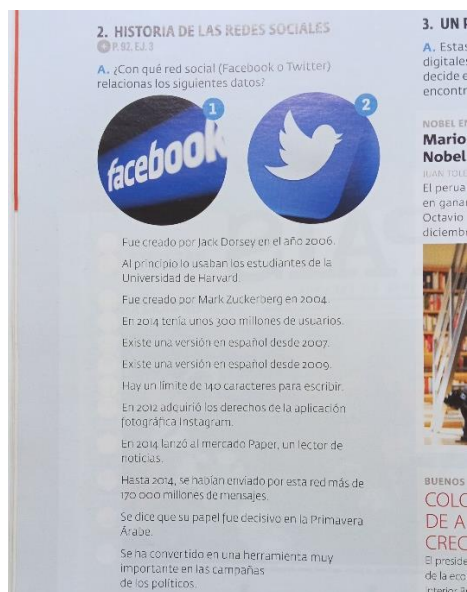 2. HISTORIA DE LAS REDES SOCIALES
P. 92, EJ. 3
A. ¿Con qué red social (Facebook o Twitter)
relacionas los siguientes datos?
1
2
facebook
Fue creado por Jack Dorsey en el año 2006.
Al principio lo usaban los estudiantes de la
Universidad de Harvard.
Fue creado por Mark Zuckerberg en 2004.
En 2014 tenía unos 300 millones de usuarios.
Existe una versión en español desde 2007.
Existe una versión en español desde 2009.
Hay un límite de 140 caracteres para escribir.
En 2012 adquirió los derechos de la aplicación
fotográfica Instagram.
En 2014 lanzó al mercado Paper, un lector de
noticias.
Hasta 2014, se habían enviado por esta red más de
170 000 millones de mensajes.
Se dice que su papel fue decisivo en la Primavera
Árabe.
Se ha convertido en una herramienta muy
importante en las campañas
de los políticos.
3. UN
A. Estas
digitales
decide e
encontr
NOBEL EN
Mario
Nobel
JUAN TOLE
El perua
en ganar
Octavio
diciembr
BUENOS
COLO
DE A
CREC
El preside
de la eco
interior